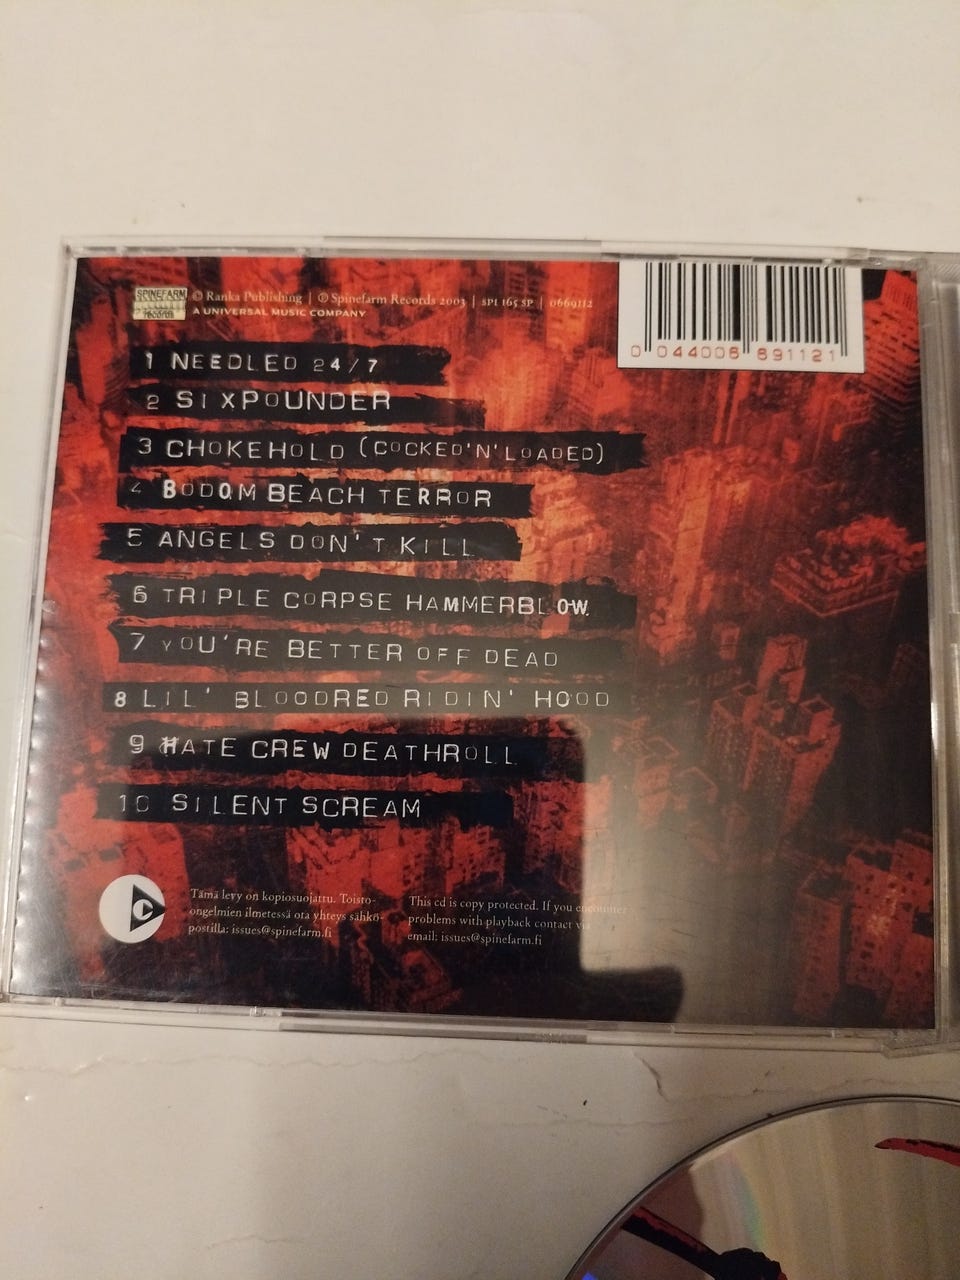 SPINEFARM
records
© Ranka Publishing | ℗ Spinefarm Records 2003 | SPI 165 SP | 0669112
A UNIVERSAL MUSIC COMPANY
0 044006 691121
1 NEEDLED 24/7
2 SIXPOUNDER
3 CHOKEHOLD (COCKED'N'LOADED)
4 BODOM BEACH TERROR
5 ANGELS DON'T KILL
6 TRIPLE CORPSE HAMMERBLOW
7 YOU'RE BETTER OFF DEAD
8 LIL' BLOODRED RIDIN' HOOD
9 HATE CREW DEATHROLL
10 SILENT SCREAM
C
Tämä levy on kopiosuojattu. Toisto-
ongelmien ilmetessä ota yhteys sähkö-
postilla: issues@spinefarm.fi
This cd is copy protected. If you encounter
problems with playback contact via
email: issues@spinefarm.fi